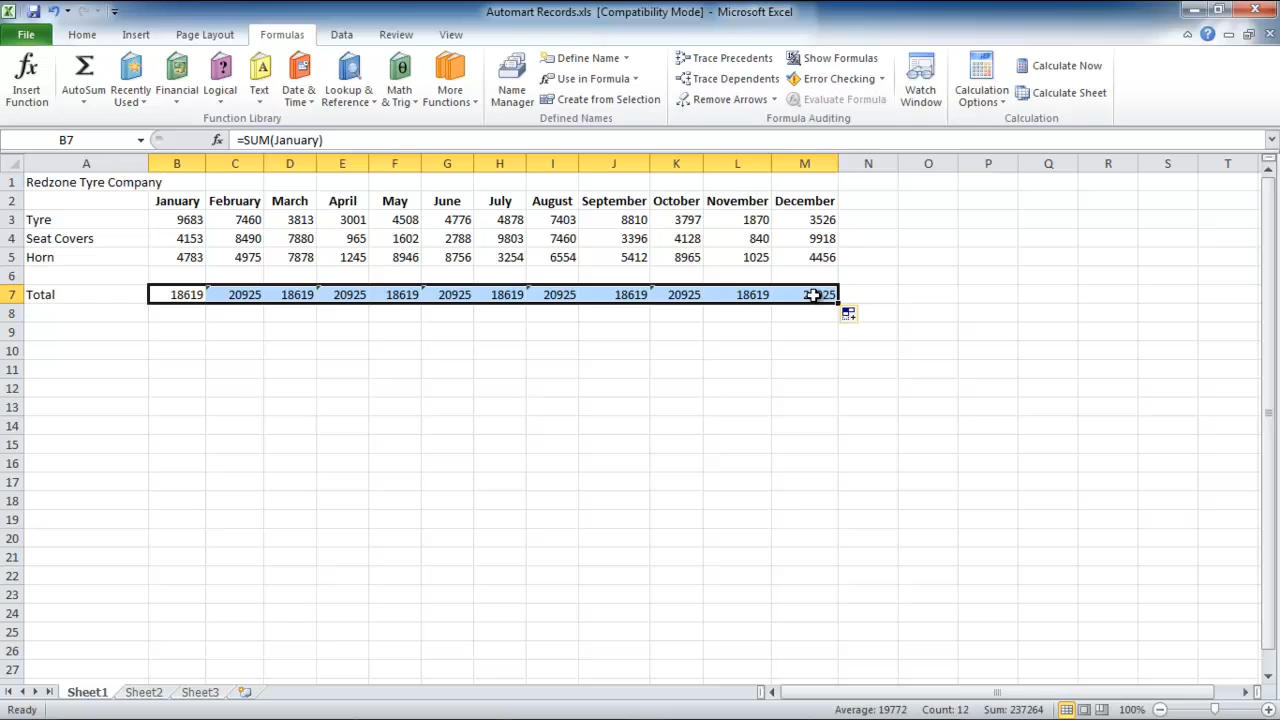 Automart Records.xls [Compatibility Mode] - Microsoft Excel
File Home Insert Page Layout Formulas Data Review View
fx Insert Function
Σ AutoSum
Recently Used
Financial
? Logical
A Text
Date & Time
Lookup & Reference
θ Math & Trig
More Functions
Function Library
Name Manager
Define Name
Use in Formula
Create from Selection
Defined Names
Trace Precedents
Trace Dependents
Remove Arrows
Show Formulas
Error Checking
Evaluate Formula
Watch Window
Formula Auditing
Calculation Options
Calculate Now
Calculate Sheet
Calculation
B7 fx =SUM(January)
A B C D E F G H I J K L M N O P Q R S T
1 Redzone Tyre Company
2 January February March April May June July August September October November December
3 Tyre 9683 7460 3813 3001 4508 4776 4878 7403 8810 3797 1870 3526
4 Seat Covers 4153 8490 7880 965 1602 2788 9803 7460 3396 4128 840 9918
5 Horn 4783 4975 7878 1245 8946 8756 3254 6554 5412 8965 1025 4456
6
7 Total 18619 20925 18619 20925 18619 20925 18619 20925 18619 20925 18619 20925
8
9
10
11
12
13
14
15
16
17
18
19
20
21
22
23
24
25
26
27
Sheet1 Sheet2 Sheet3
Ready Average: 19772 Count: 12 Sum: 237264 100%